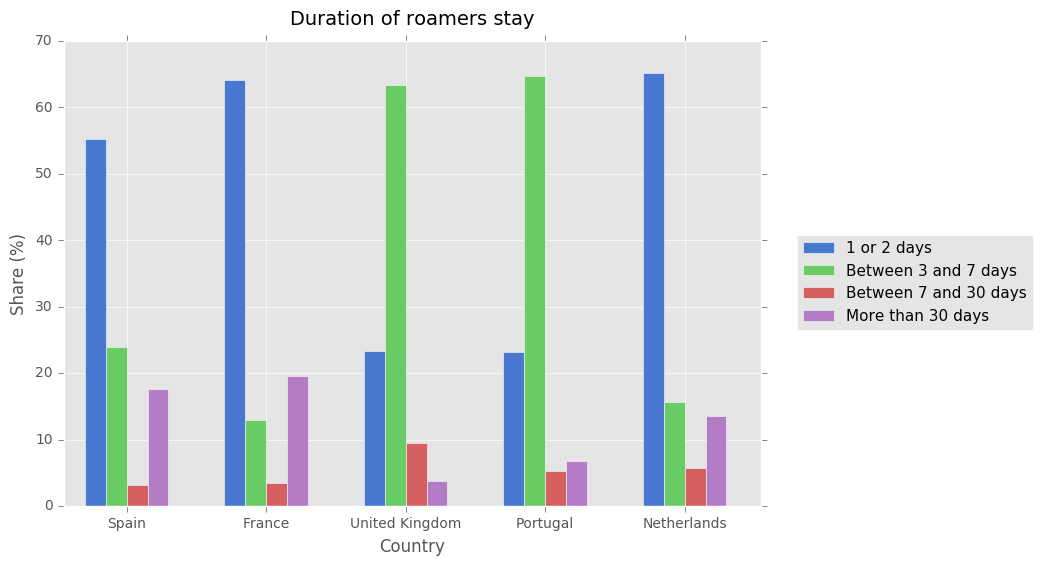 Duration of roamers stay
70
60
50
40
30
20
10
0
Share (%)
Spain France United Kingdom Portugal Netherlands
Country
1 or 2 days
Between 3 and 7 days
Between 7 and 30 days
More than 30 days